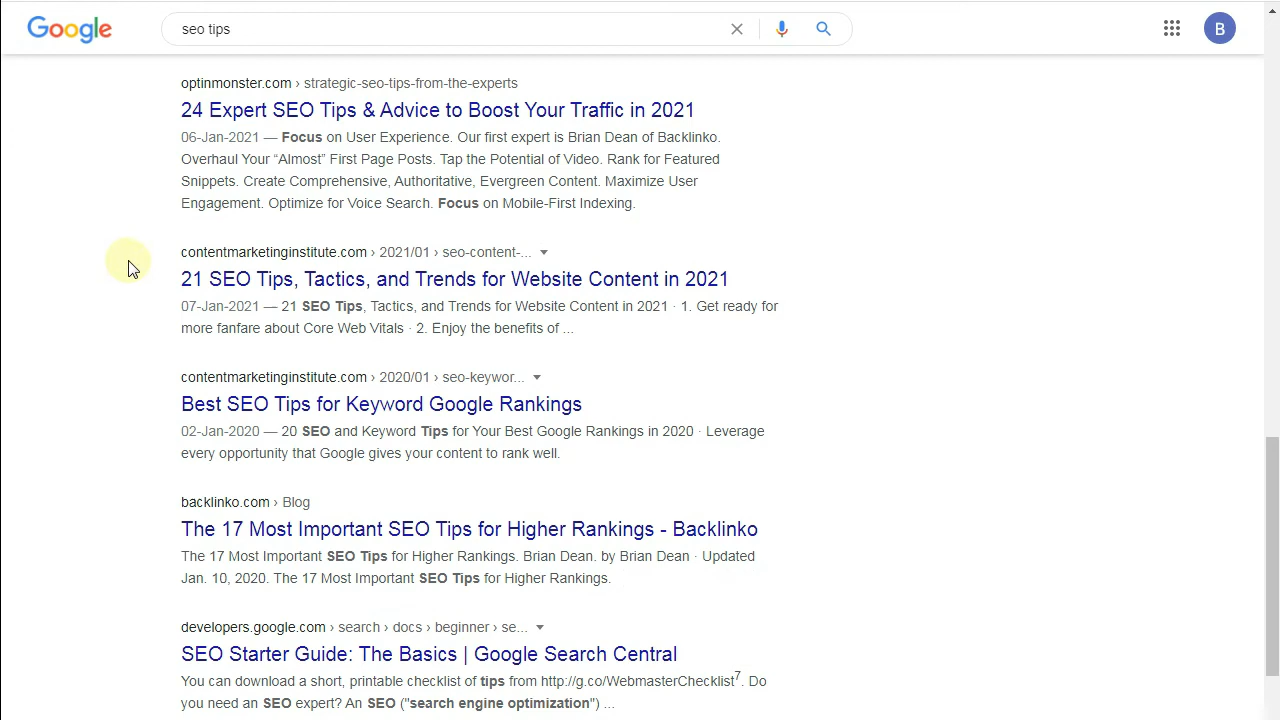 Google
seo tips
B
optinmonster.com › strategic-seo-tips-from-the-experts
24 Expert SEO Tips & Advice to Boost Your Traffic in 2021
06-Jan-2021 — Focus on User Experience. Our first expert is Brian Dean of Backlinko.
Overhaul Your “Almost” First Page Posts. Tap the Potential of Video. Rank for Featured
Snippets. Create Comprehensive, Authoritative, Evergreen Content. Maximize User
Engagement. Optimize for Voice Search. Focus on Mobile-First Indexing.
contentmarketinginstitute.com › 2021/01 › seo-content-...
21 SEO Tips, Tactics, and Trends for Website Content in 2021
07-Jan-2021 — 21 SEO Tips, Tactics, and Trends for Website Content in 2021 · 1. Get ready for
more fanfare about Core Web Vitals · 2. Enjoy the benefits of ...
contentmarketinginstitute.com › 2020/01 › seo-keywor...
Best SEO Tips for Keyword Google Rankings
02-Jan-2020 — 20 SEO and Keyword Tips for Your Best Google Rankings in 2020 · Leverage
every opportunity that Google gives your content to rank well.
backlinko.com › Blog
The 17 Most Important SEO Tips for Higher Rankings - Backlinko
The 17 Most Important SEO Tips for Higher Rankings. Brian Dean. by Brian Dean · Updated
Jan. 10, 2020. The 17 Most Important SEO Tips for Higher Rankings.
developers.google.com › search › docs › beginner › se...
SEO Starter Guide: The Basics | Google Search Central
You can download a short, printable checklist of tips from http://g.co/WebmasterChecklist7. Do
you need an SEO expert? An SEO ("search engine optimization") ...